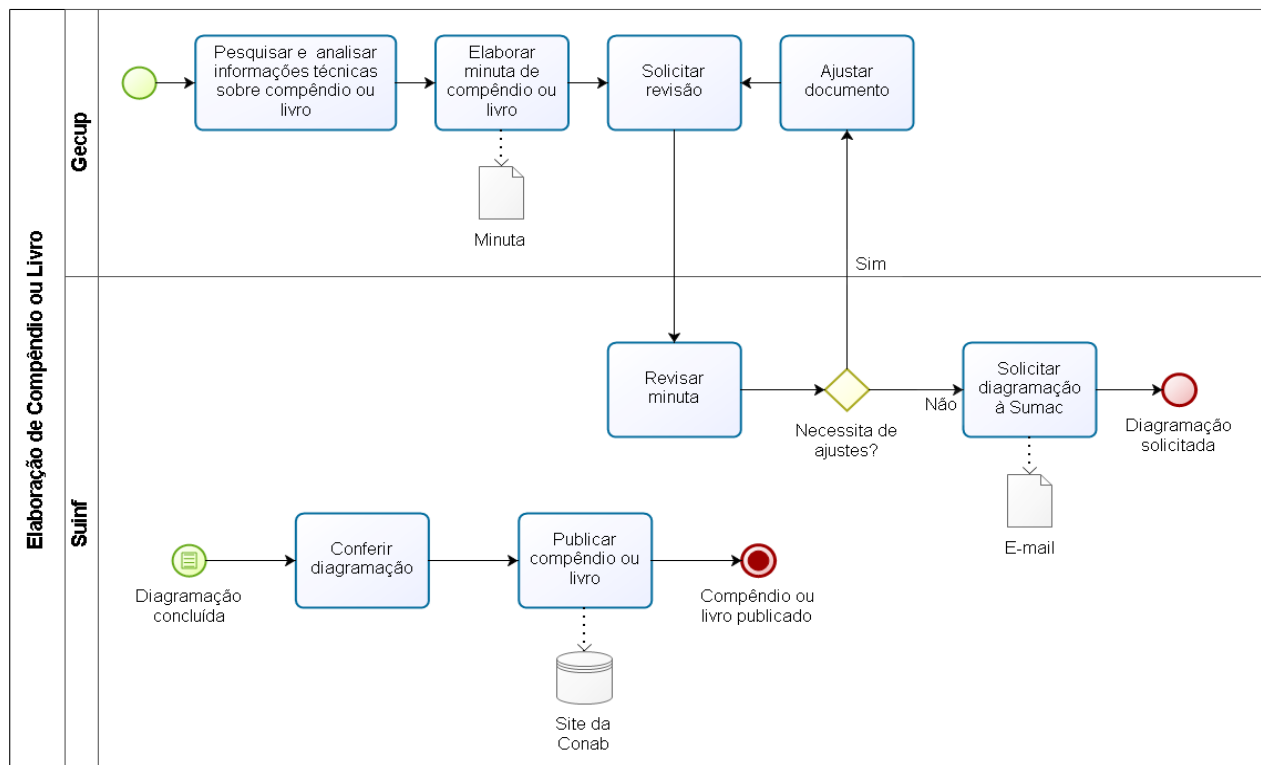 Elaboração de Compêndio ou Livro
Gecup
Pesquisar e analisar
informações técnicas
sobre compêndio ou
livro
Elaborar
minuta de
compêndio ou
livro
Solicitar
revisão
Ajustar
documento
Minuta
Sim
Suinf
Revisar
minuta
Necessita de
ajustes?
Não
Solicitar
diagramação
à Sumac
Diagramação
solicitada
E-mail
Diagramação
concluída
Conferir
diagramação
Publicar
compêndio ou
livro
Compêndio ou
livro publicado
Site da
Conab